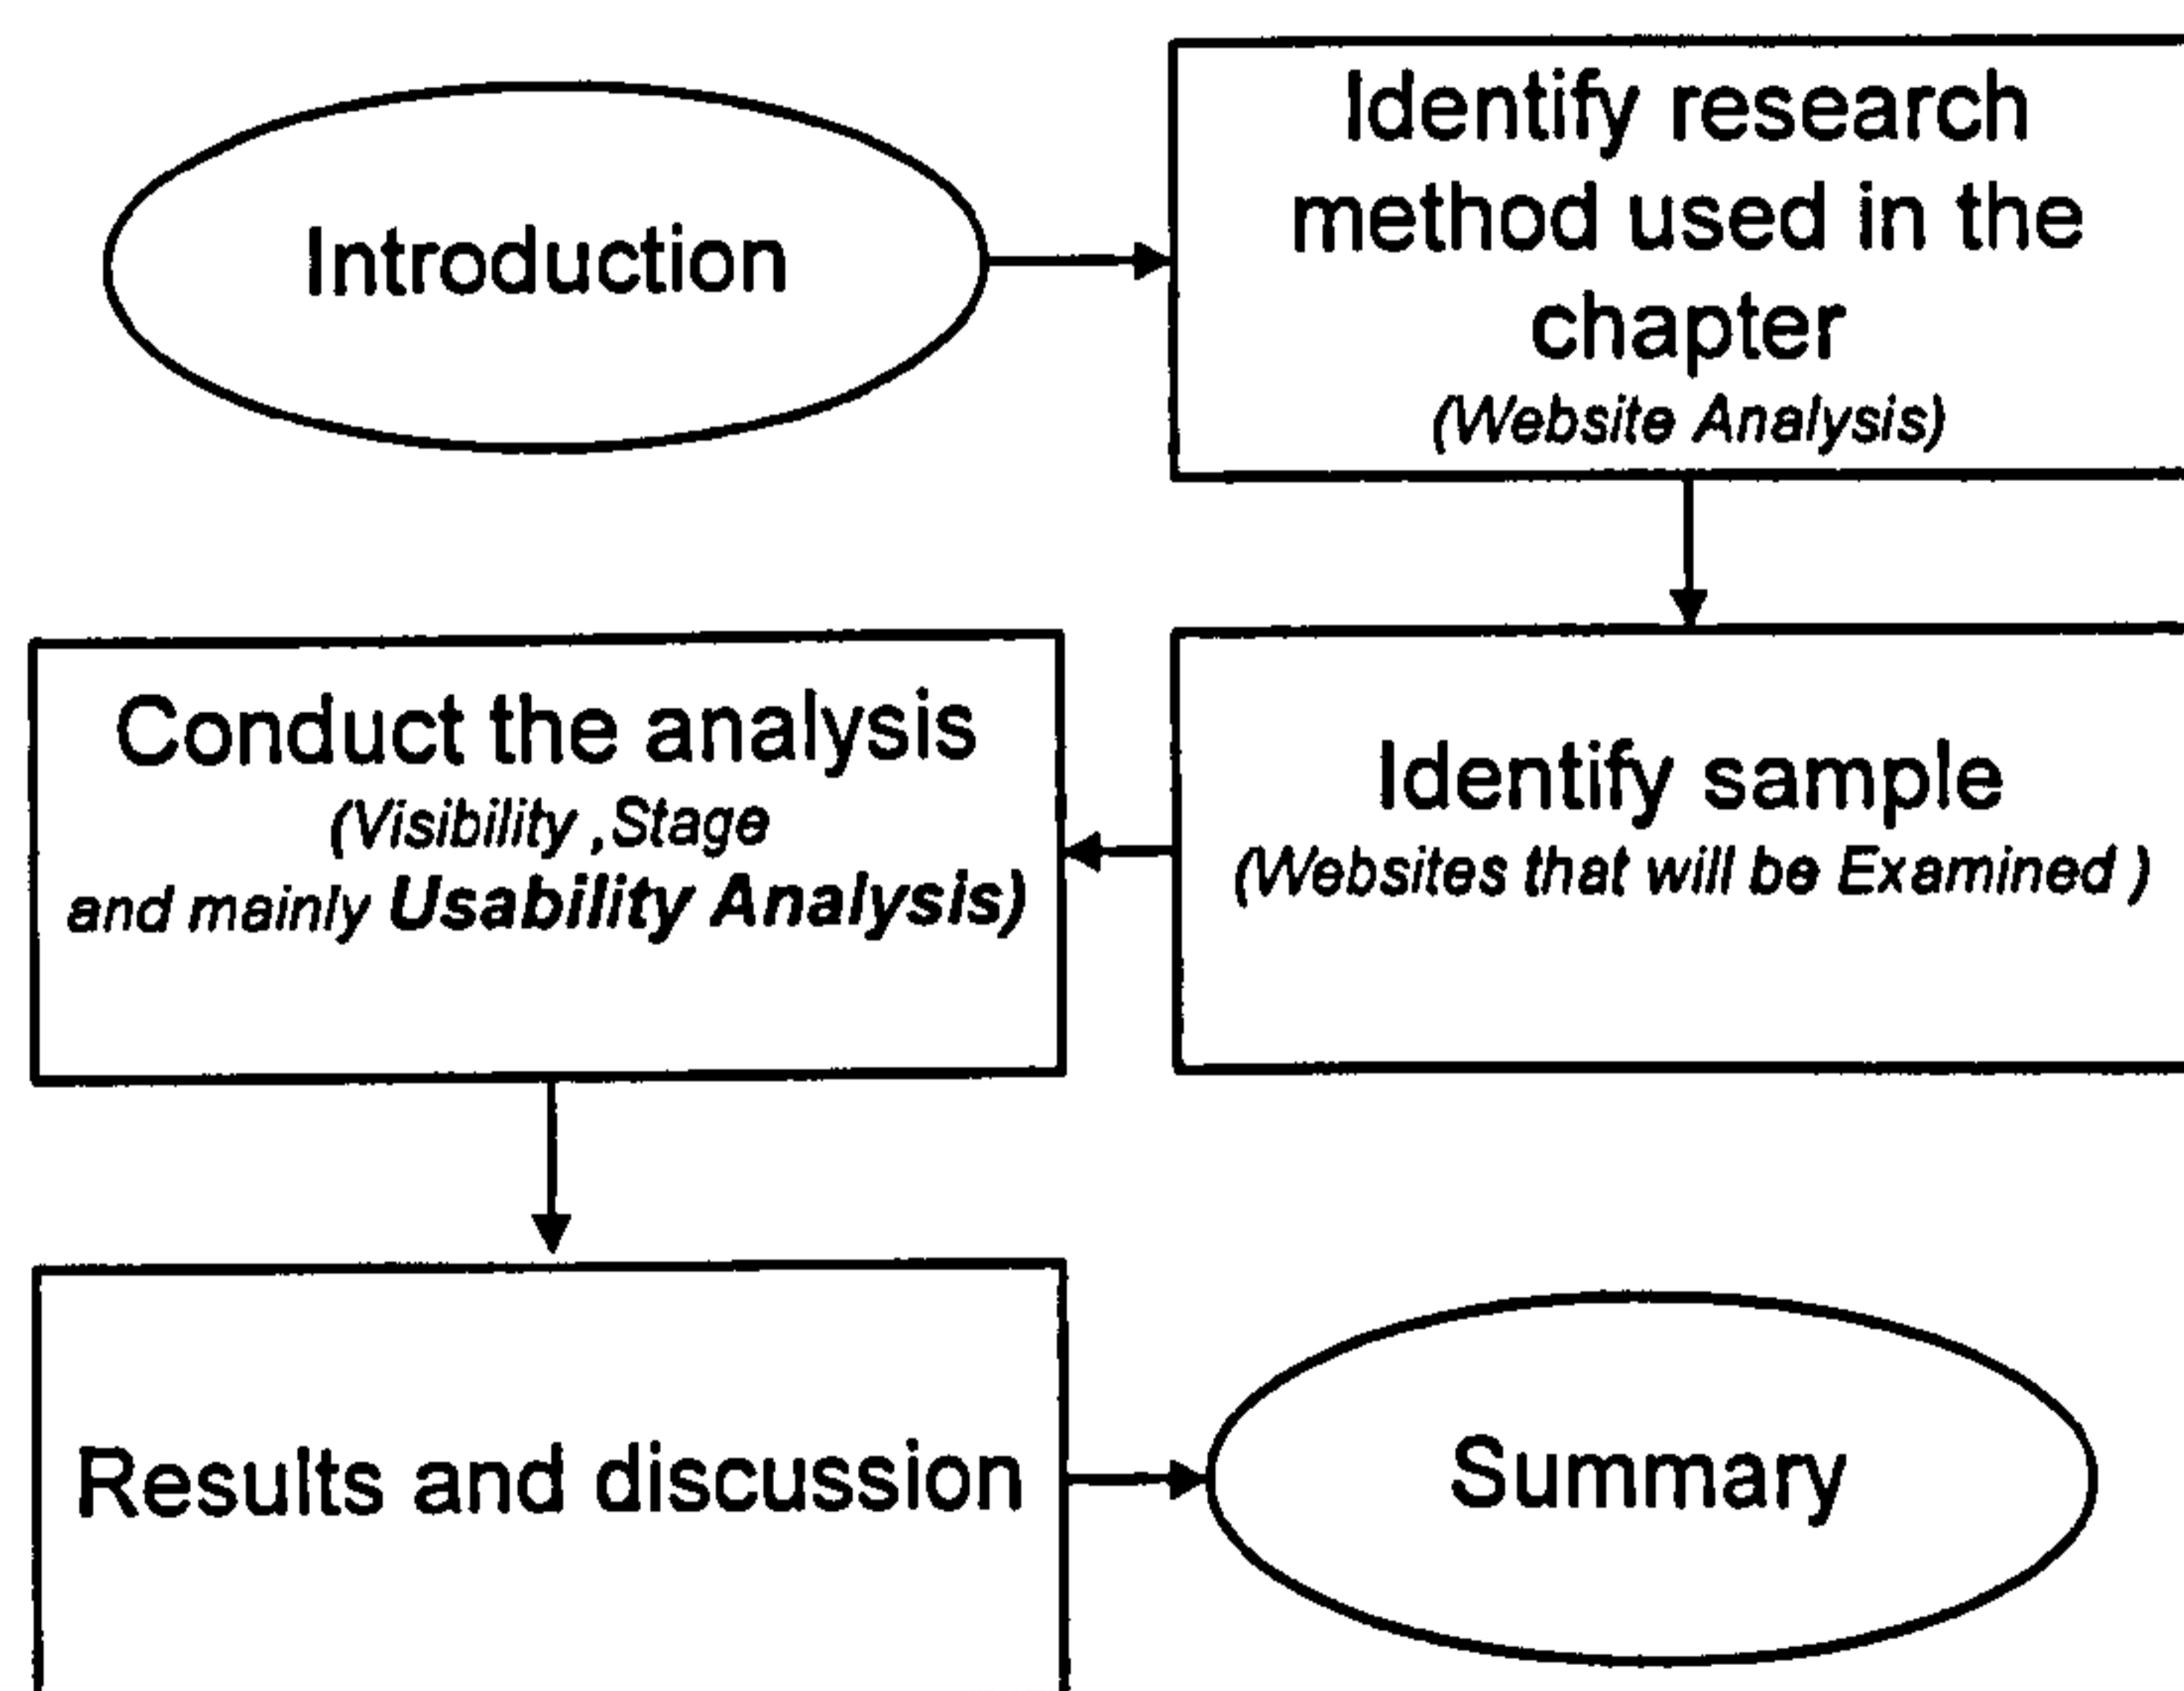 Introduction
Identify research
method used in the
chapter
(Website Analysis)
Identify sample
(Websites that will be Examined )
Conduct the analysis
(Visibility ,Stage
and mainly Usability Analysis)
Results and discussion
Summary